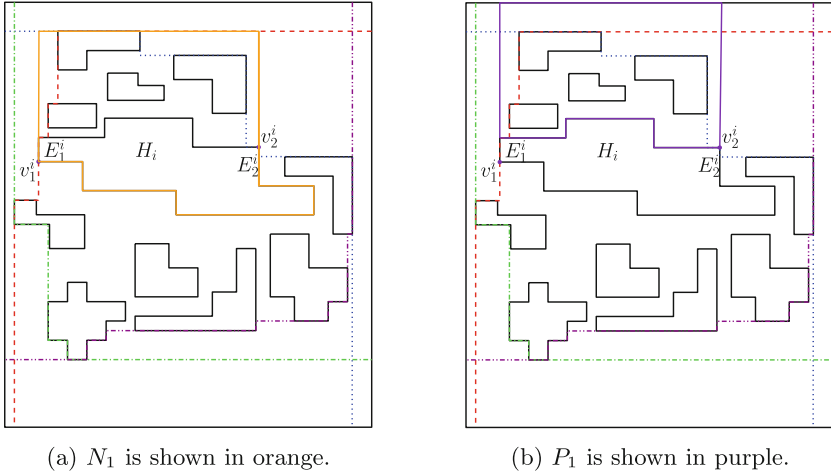 $v_2^i$
$E_1^i$
$H_i$
$E_2^i$
$v_1^i$
$v_2^i$
$E_1^i$
$H_i$
$E_2^i$
$v_1^i$
(a) $N_1$ is shown in orange.
(b) $P_1$ is shown in purple.